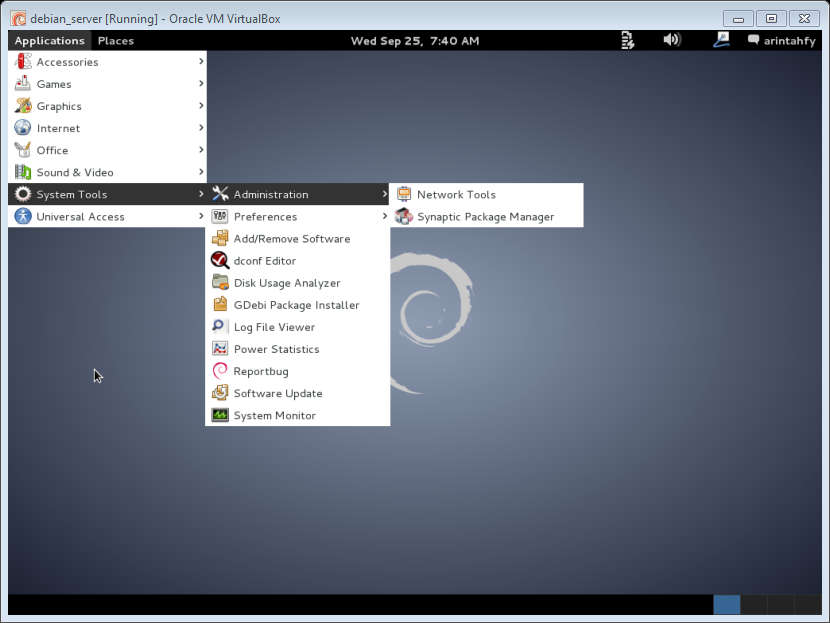 debian_server [Running] - Oracle VM VirtualBox
Applications Places Wed Sep 25, 7:40 AM arintahfy
Accessories
Games
Graphics
Internet
Office
Sound & Video
System Tools
Universal Access
Administration
Preferences
Add/Remove Software
dconf Editor
Disk Usage Analyzer
GDebi Package Installer
Log File Viewer
Power Statistics
Reportbug
Software Update
System Monitor
Network Tools
Synaptic Package Manager